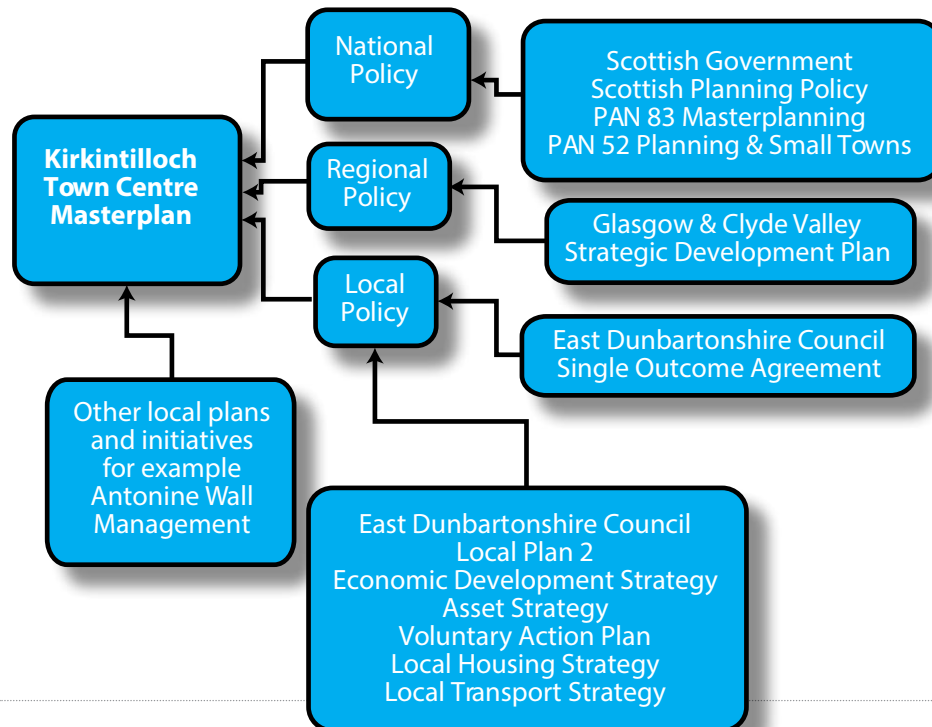 National
Policy
Scottish Government
Scottish Planning Policy
PAN 83 Masterplanning
PAN 52 Planning & Small Towns
Kirkintilloch
Town Centre
Masterplan
Regional
Policy
Glasgow & Clyde Valley
Strategic Development Plan
Local
Policy
East Dunbartonshire Council
Single Outcome Agreement
Other local plans
and initiatives
for example
Antonine Wall
Management
East Dunbartonshire Council
Local Plan 2
Economic Development Strategy
Asset Strategy
Voluntary Action Plan
Local Housing Strategy
Local Transport Strategy